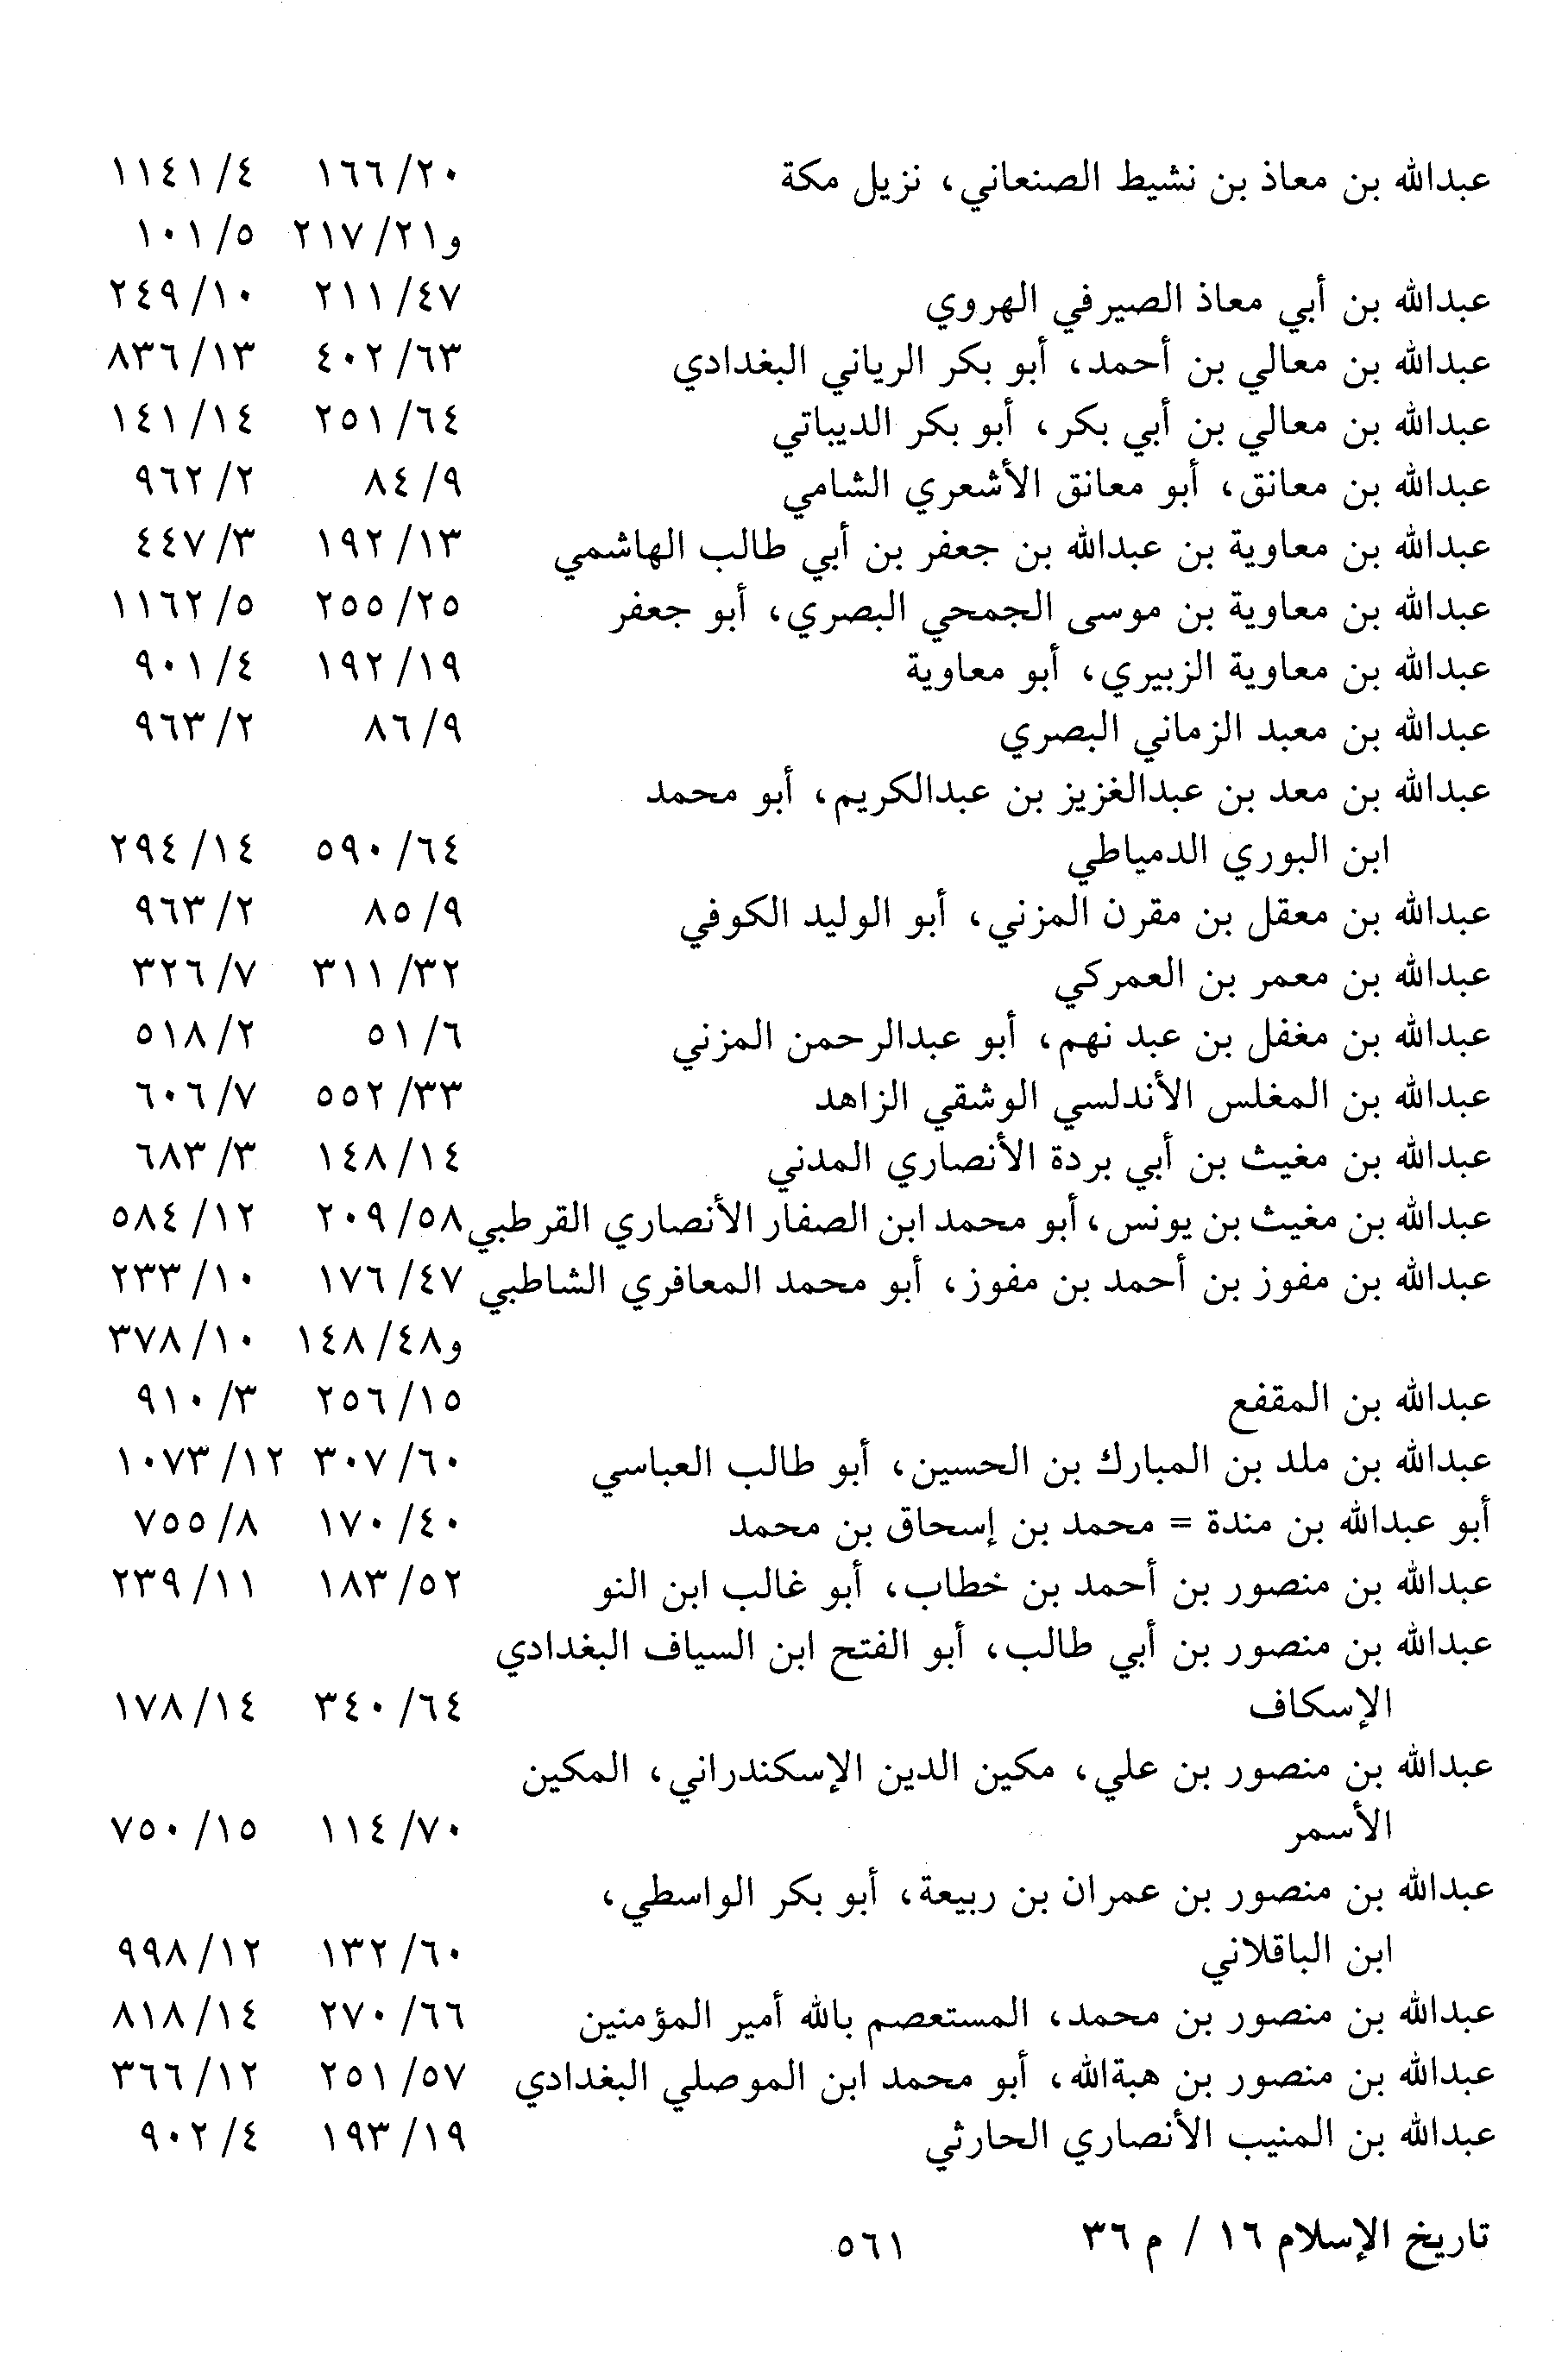 عبدالله بن معاذ بن نشيط الصنعاني، نزيل مكة ٢٠/ ١٦٦ ٤/ ١١٤١
و٢١/ ٢١٧ ٥/ ١٠١
عبدالله بن أبي معاذ الصيرفي الهروي ٤٧/ ٢١١ ١٠/ ٢٤٩
عبدالله بن معالي بن أحمد، أبو بكر الرياني البغدادي ٦٣/ ٤٠٢ ١٣/ ٨٣٦
عبدالله بن معالي بن أبي بكر، أبو بكر الديباتي ٦٤/ ٢٥١ ١٤/ ١٤١
عبدالله بن معانق، أبو معانق الأشعري الشامي ٩/ ٨٤ ٢/ ٩٦٢
عبدالله بن معاوية بن عبدالله بن جعفر بن أبي طالب الهاشمي ١٣/ ١٩٢ ٣/ ٤٤٧
عبدالله بن معاوية بن موسى الجمحي البصري، أبو جعفر ٢٥/ ٢٥٥ ٥/ ١١٦٢
عبدالله بن معاوية الزبيري، أبو معاوية ١٩/ ١٩٢ ٤/ ٩٠١
عبدالله بن معبد الزماني البصري ٩/ ٨٦ ٢/ ٩٦٣
عبدالله بن معد بن عبدالغزيز بن عبدالكريم، أبو محمد
ابن البوري الدمياطي ٦٤/ ٥٩٠ ١٤/ ٢٩٤
عبدالله بن معقل بن مقرن المزني، أبو الوليد الكوفي ٩/ ٨٥ ٢/ ٩٦٣
عبدالله بن معمر بن العمركي ٣٢/ ٣١١ ٧/ ٣٢٦
عبدالله بن مغفل بن عبد نهم، أبو عبدالرحمن المزني ٦/ ٥١ ٢/ ٥١٨
عبدالله بن المغلس الأندلسي الوشقي الزاهد ٣٣/ ٥٥٢ ٧/ ٦٠٦
عبدالله بن مغيث بن أبي بردة الأنصاري المدني ١٤/ ١٤٨ ٣/ ٦٨٣
عبدالله بن مغيث بن يونس، أبو محمد ابن الصفار الأنصاري القرطبي ٥٨/ ٢٠٩ ١٢/ ٥٨٤
عبدالله بن مفوز بن أحمد بن مفوز، أبو محمد المعافري الشاطبي ٤٧/ ١٧٦ ١٠/ ٢٣٣
و٤٨/ ١٤٨ ١٠/ ٣٧٨
عبدالله بن المقفع ١٥/ ٢٥٦ ٣/ ٩١٠
عبدالله بن ملد بن المبارك بن الحسين، أبو طالب العباسي ٦٠/ ٣٠٧ ١٢/ ١٠٧٣
أبو عبدالله بن مندة = محمد بن إسحاق بن محمد ٤٠/ ١٧٠ ٨/ ٧٥٥
عبدالله بن منصور بن أحمد بن خطاب، أبو غالب ابن النو ٥٢/ ١٨٣ ١١/ ٢٣٩
عبدالله بن منصور بن أبي طالب، أبو الفتح ابن السياف البغدادي
الإسكاف ٦٤/ ٣٤٠ ١٤/ ١٧٨
عبدالله بن منصور بن علي، مكين الدين الإسكندراني، المكين
الأسمر ٧٠/ ١١٤ ١٥/ ٧٥٠
عبدالله بن منصور بن عمران بن ربيعة، أبو بكر الواسطي،
ابن الباقلاني ٦٠/ ١٣٢ ١٢/ ٩٩٨
عبدالله بن منصور بن محمد، المستعصم بالله أمير المؤمنين ٦٦/ ٢٧٠ ١٤/ ٨١٨
عبدالله بن منصور بن هبةالله، أبو محمد ابن الموصلي البغدادي ٥٧/ ٢٥١ ١٢/ ٣٦٦
عبدالله بن المنيب الأنصاري الحارثي ١٩/ ١٩٣ ٤/ ٩٠٢
تاريخ الإسلام ١٦ / م ٣٦ ٥٦١